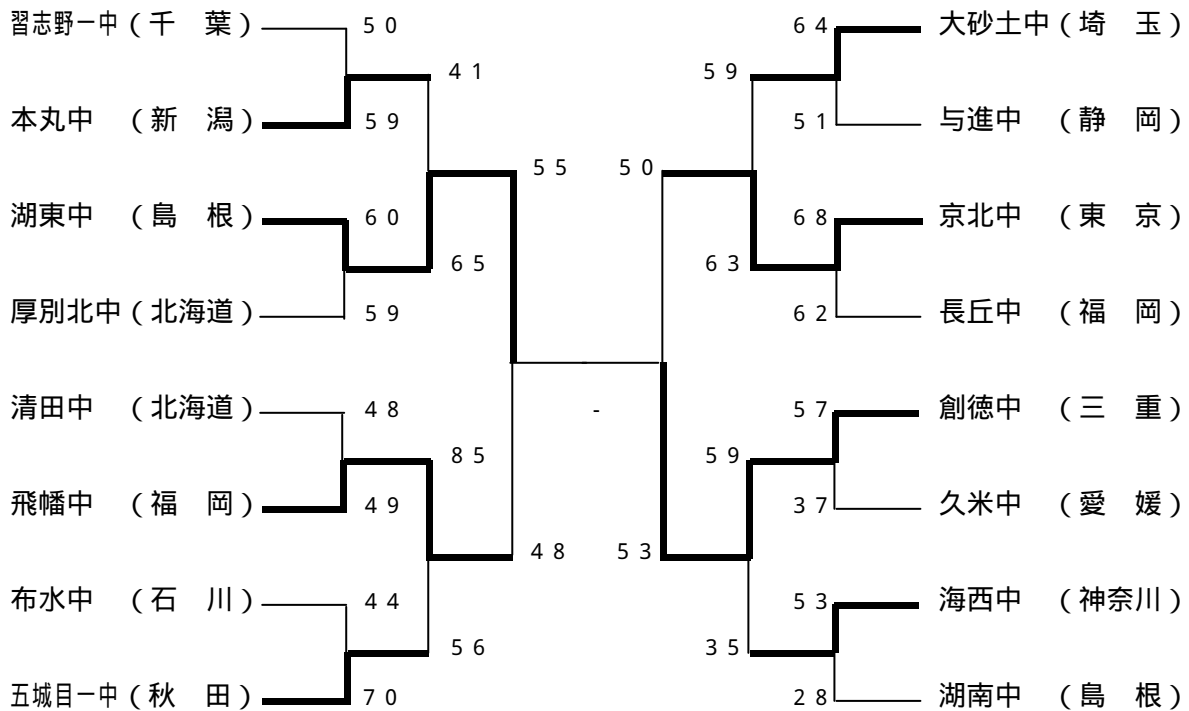 習志野一中（千　葉）　50
41
本丸中　（新　潟）　59
55
湖東中　（島　根）　60
65
厚別北中（北海道）　59
清田中　（北海道）　48
85
飛幡中　（福　岡）　49
48
布水中　（石　川）　44
56
五城目一中（秋　田）　70
-
64　大砂土中（埼　玉）
59
51　与進中　（静　岡）
50
68　京北中　（東　京）
63
62　長丘中　（福　岡）
57　創徳中　（三　重）
59
37　久米中　（愛　媛）
53
53　海西中　（神奈川）
35
28　湖南中　（島　根）